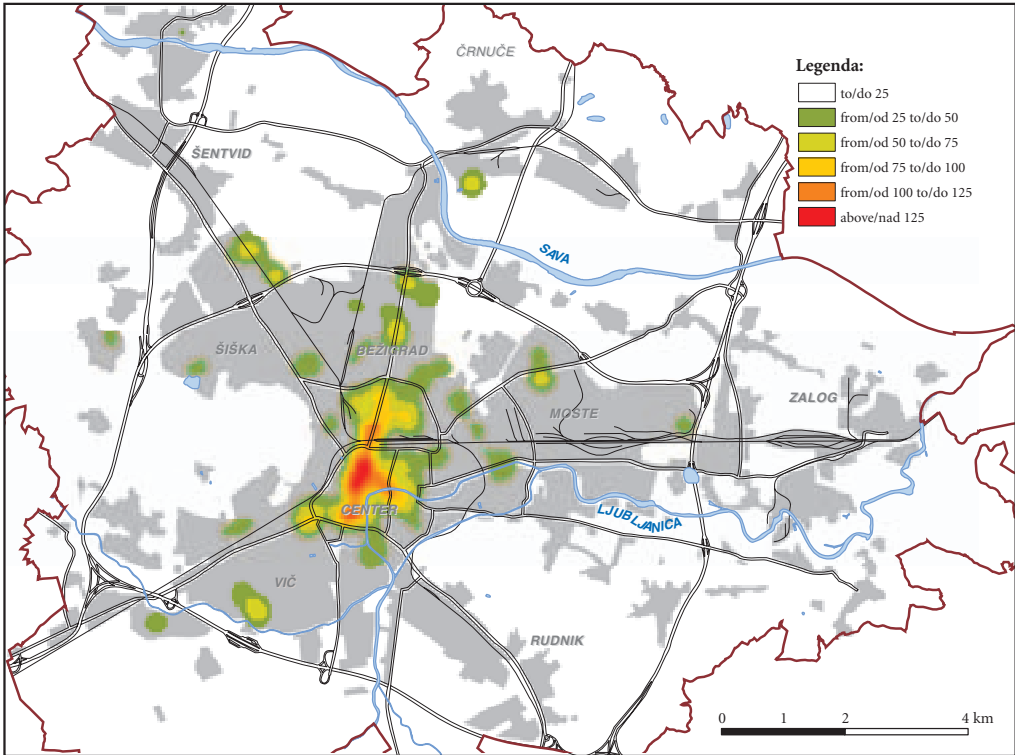 ČRNUČE
Legenda:
to/do 25
from/od 25 to/do 50
from/od 50 to/do 75
from/od 75 to/do 100
from/od 100 to/do 125
above/nad 125
ŠENTVID
SAVA
ŠIŠKA
BEŽIGRAD
MOSTE
ZALOG
CENTER
LJUBLJANICA
VIČ
RUDNIK
0 1 2 4 km